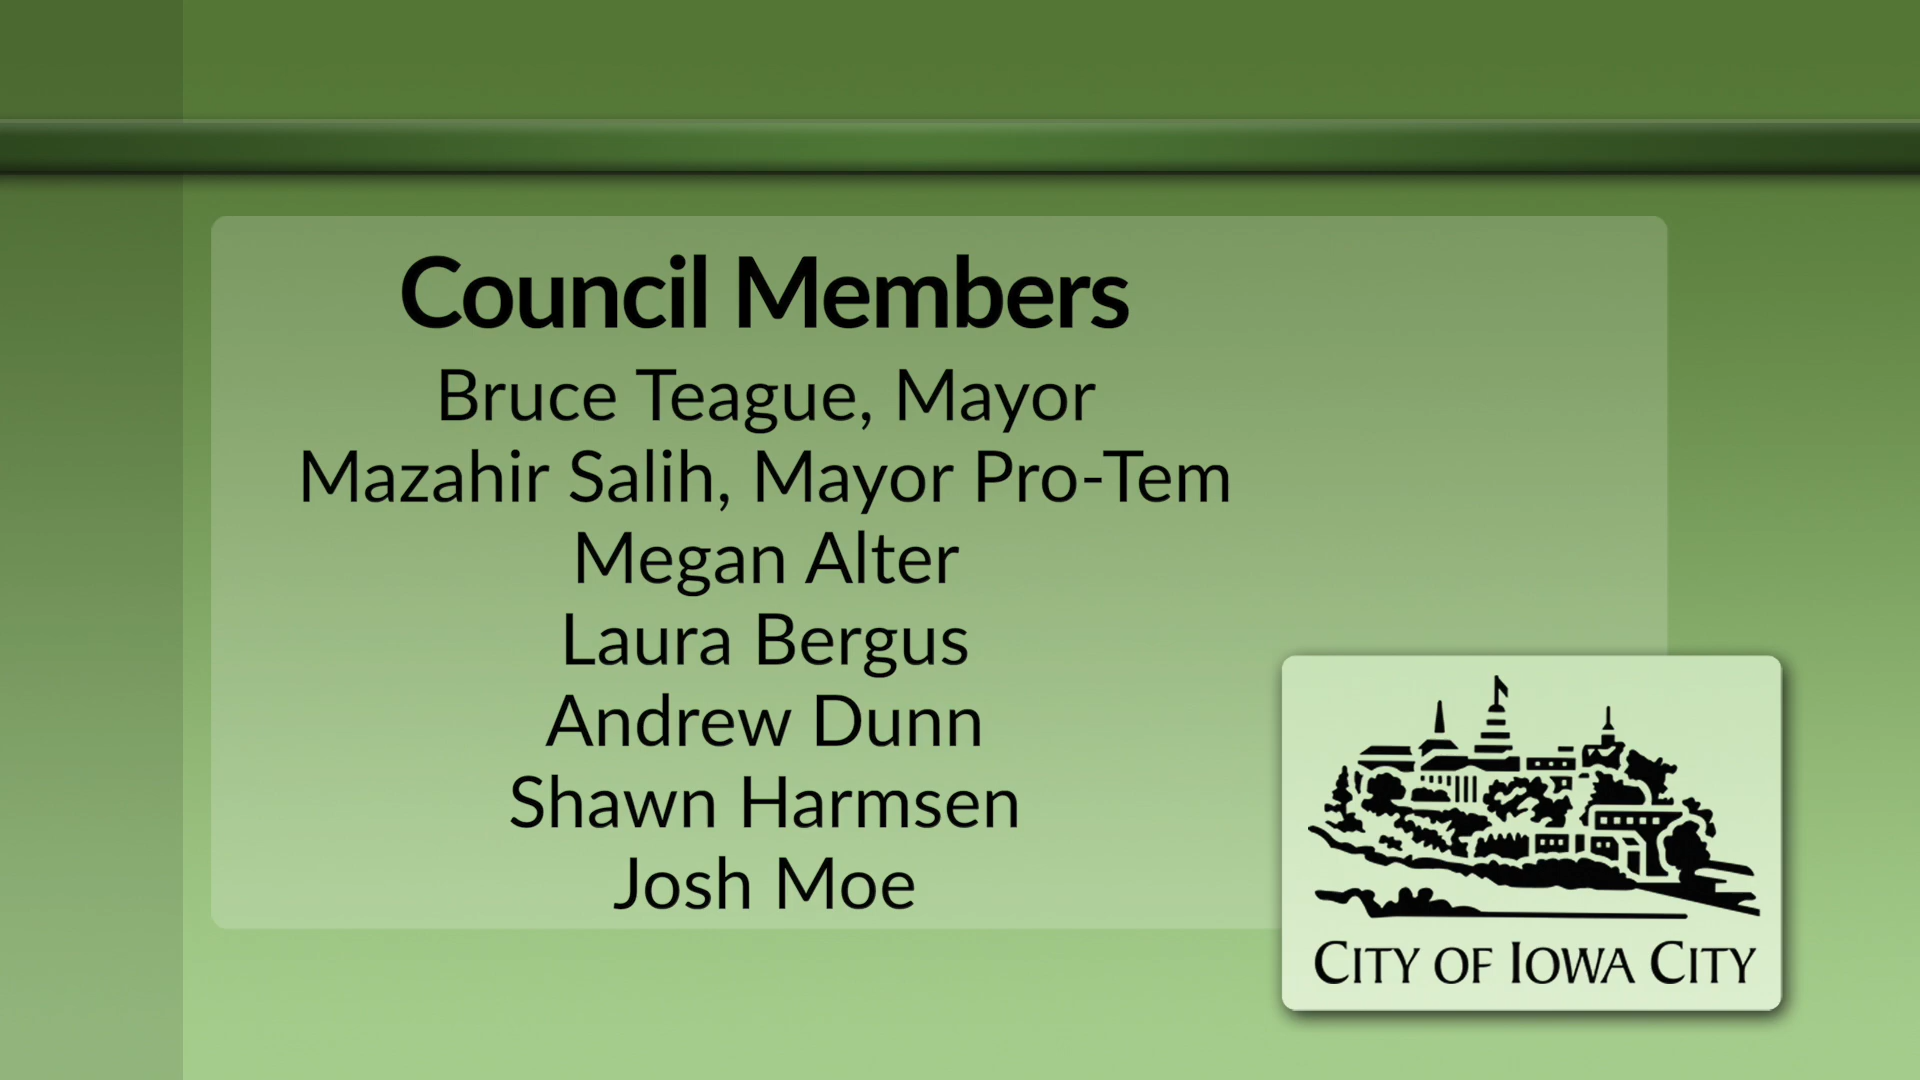 Council Members
Bruce Teague, Mayor
Mazahir Salih, Mayor Pro-Tem
Megan Alter
Laura Bergus
Andrew Dunn
Shawn Harmsen
Josh Moe
CITY OF IOWA CITY